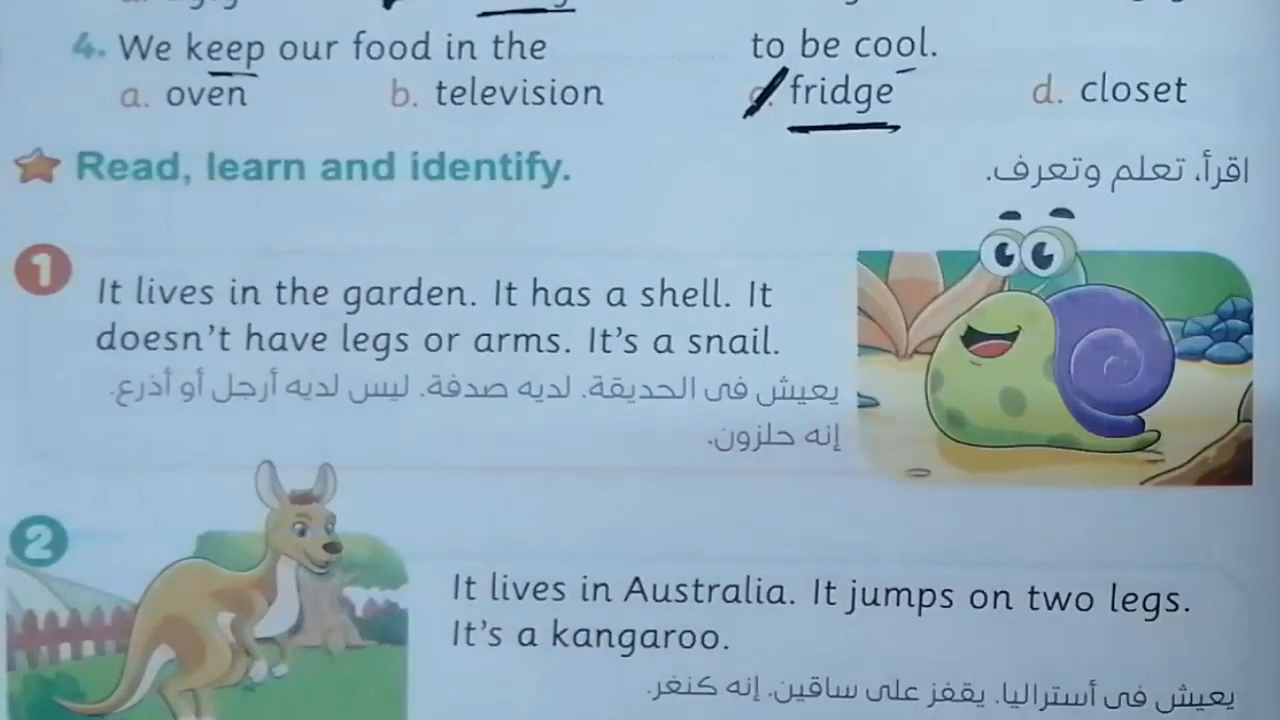 4. We keep our food in the to be cool.
a. oven b. television c. fridge d. closet
Read, learn and identify.
اقرأ، تعلم وتعرف.
1
It lives in the garden. It has a shell. It
doesn't have legs or arms. It's a snail.
يعيش فى الحديقة. لديه صدفة. ليس لديه أرجل أو أذرع.
إنه حلزون.
2
It lives in Australia. It jumps on two legs.
It's a kangaroo.
يعيش فى أستراليا. يقفز على ساقين. إنه كنغر.